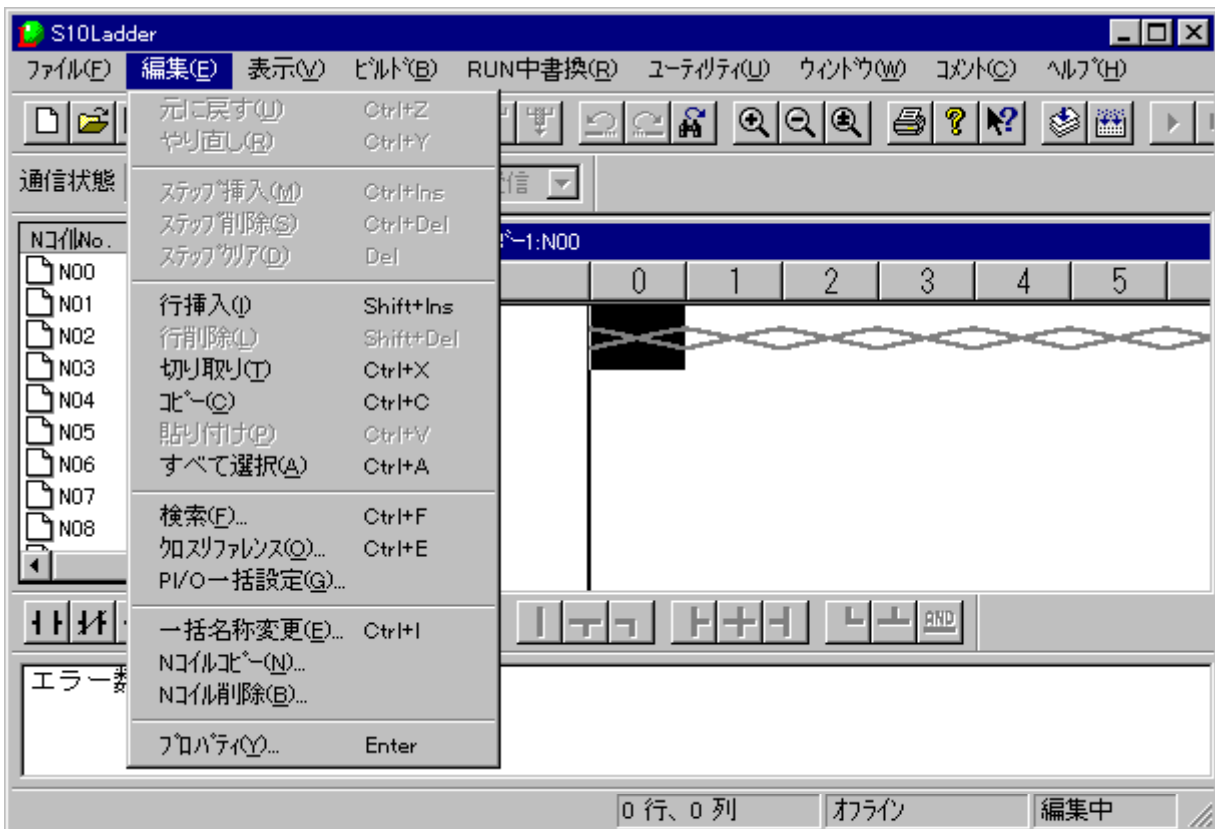 S10Ladder
ﾌｧｲﾙ(F) 編集(E) 表示(V) ﾋﾞﾙﾄﾞ(B) RUN中書換(R) ﾕｰﾃｨﾘﾃｨ(U) ｳｨﾝﾄﾞｳ(W) ｺﾒﾝﾄ(C) ﾍﾙﾌﾟ(H)
通信状態
信
NｺｲﾙNo.
N00
N01
N02
N03
N04
N05
N06
N07
N08
元に戻す(U) Ctrl+Z
やり直し(R) Ctrl+Y
ｽﾃｯﾌﾟ挿入(M) Ctrl+Ins
ｽﾃｯﾌﾟ削除(S) Ctrl+Del
ｽﾃｯﾌﾟｸﾘｱ(D) Del
行挿入(I) Shift+Ins
行削除(L) Shift+Del
切り取り(T) Ctrl+X
ｺﾋﾟｰ(C) Ctrl+C
貼り付け(P) Ctrl+V
すべて選択(A) Ctrl+A
検索(F)... Ctrl+F
ｸﾛｽﾘﾌｧﾚﾝｽ(O)... Ctrl+E
PI/O一括設定(G)...
一括名称変更(E)... Ctrl+I
Nｺｲﾙｺﾋﾟｰ(N)...
Nｺｲﾙ削除(B)...
ﾌﾟﾛﾊﾟﾃｨ(Y)... Enter
ｰ1:N00
0 1 2 3 4 5
AND
エラー数
0 行、0 列 ｵﾌﾗｲﾝ 編集中